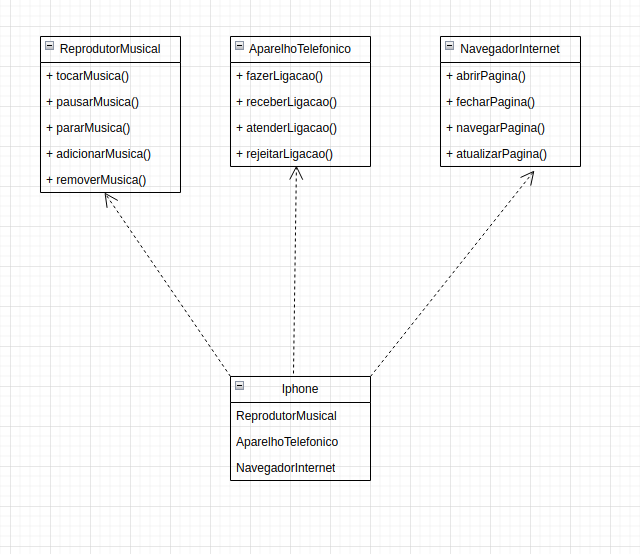 ReprodutorMusical
+ tocarMusica()
+ pausarMusica()
+ pararMusica()
+ adicionarMusica()
+ removerMusica()
AparelhoTelefonico
+ fazerLigacao()
+ receberLigacao()
+ atenderLigacao()
+ rejeitarLigacao()
NavegadorInternet
+ abrirPagina()
+ fecharPagina()
+ navegarPagina()
+ atualizarPagina()
Iphone
ReprodutorMusical
AparelhoTelefonico
NavegadorInternet